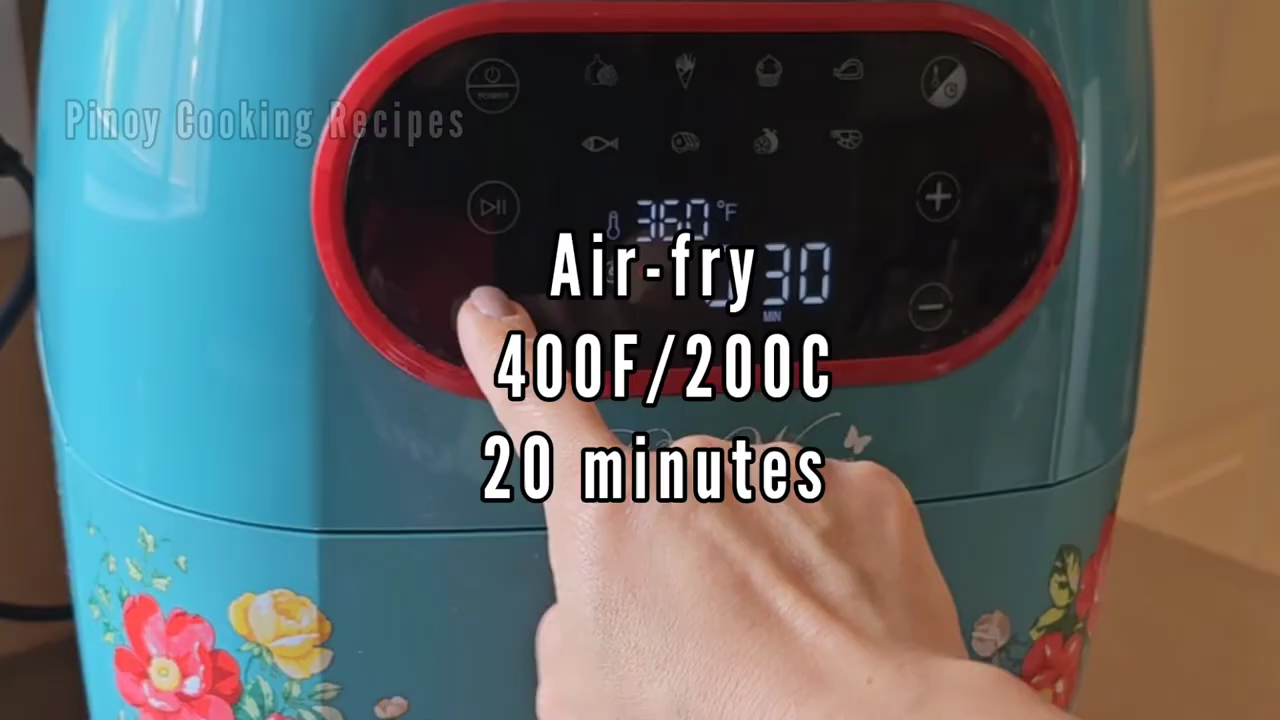 POWER
Pinoy Cooking Recipes
360°F
30
MIN
Air-fry
400F/200C
20 minutes